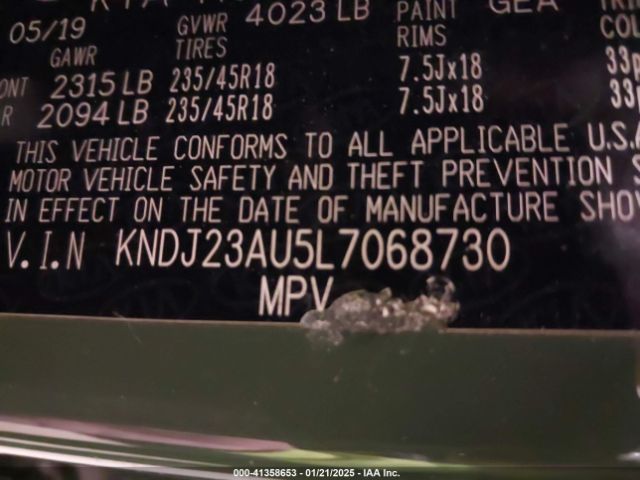 05/19 GVWR 4023 LB PAINT GEA
GAWR TIRES RIMS
2315 LB 235/45R18 7.5Jx18
2094 LB 235/45R18 7.5Jx18
THIS VEHICLE CONFORMS TO ALL APPLICABLE U.S.
MOTOR VEHICLE SAFETY AND THEFT PREVENTION
IN EFFECT ON THE DATE OF MANUFACTURE SHO
V.I.N KNDJ23AU5L7068730
MPV
000-41358653 - 01/21/2025 - IAA Inc.